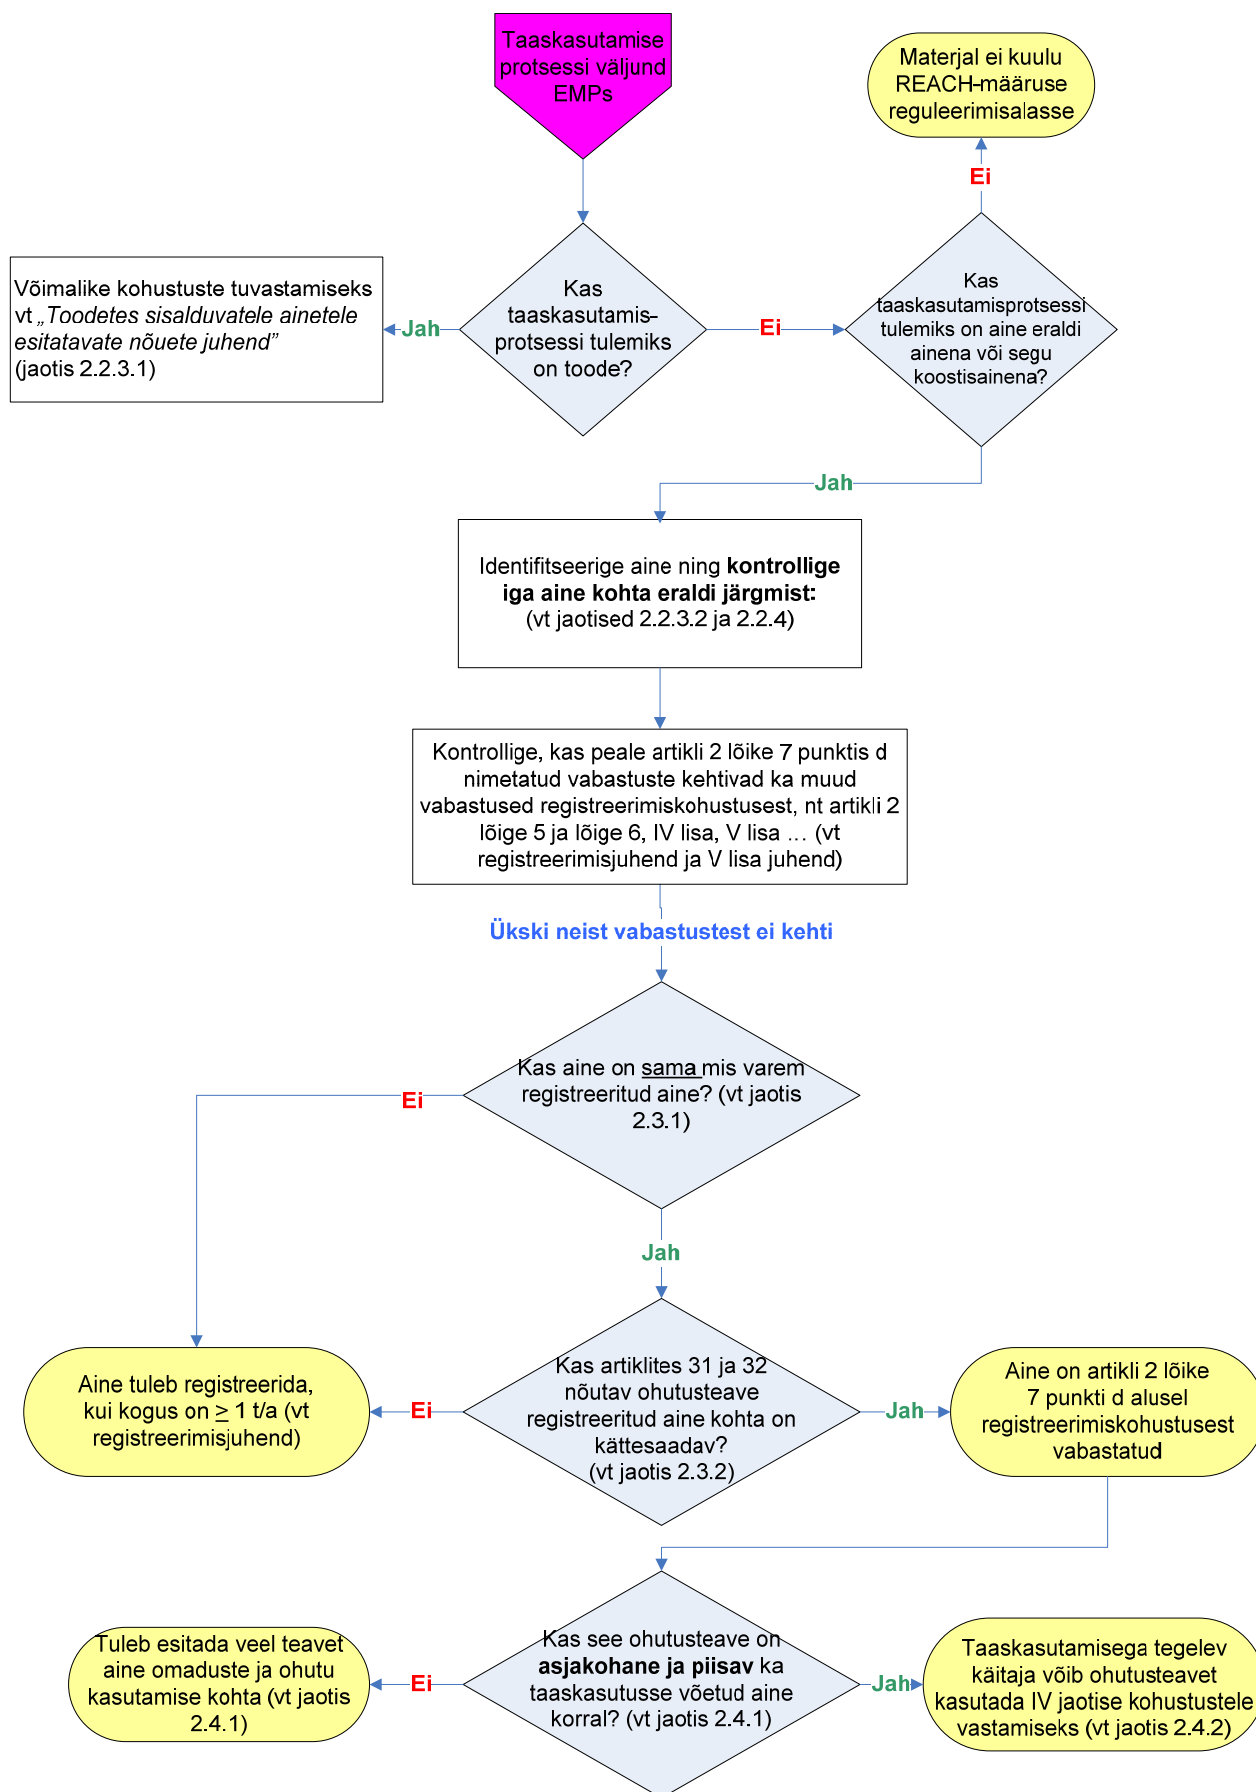 Taaskasutamise
protsessi väljund
EMPs
Materjal ei kuulu
REACH-määruse
reguleerimisalasse
Ei
Võimalike kohustuste tuvastamiseks
vt „Toodetes sisalduvatele ainetele
esitatavate nõuete juhend”
(jaotis 2.2.3.1)
Jah
Kas
taaskasutamis-
protsessi tulemiks
on toode?
Ei
Kas
taaskasutamisprotsessi
tulemiks on aine eraldi
ainena või segu
koostisainena?
Jah
Identifitseerige aine ning kontrollige
iga aine kohta eraldi järgmist:
(vt jaotised 2.2.3.2 ja 2.2.4)
Kontrollige, kas peale artikli 2 lõike 7 punktis d
nimetatud vabastuste kehtivad ka muud
vabastused registreerimiskohustusest, nt artikli 2
lõige 5 ja lõige 6, IV lisa, V lisa … (vt
registreerimisjuhend ja V lisa juhend)
Ükski neist vabastustest ei kehti
Kas aine on sama mis varem
registreeritud aine? (vt jaotis
2.3.1)
Ei
Jah
Aine tuleb registreerida,
kui kogus on ≥ 1 t/a (vt
registreerimisjuhend)
Ei
Kas artiklites 31 ja 32
nõutav ohutusteave
registreeritud aine kohta on
kättesaadav?
(vt jaotis 2.3.2)
Jah
Aine on artikli 2 lõike
7 punkti d alusel
registreerimiskohustusest
vabastatud
Tuleb esitada veel teavet
aine omaduste ja ohutu
kasutamise kohta (vt jaotis
2.4.1)
Ei
Kas see ohutusteave on
asjakohane ja piisav ka
taaskasutusse võetud aine
korral? (vt jaotis 2.4.1)
Jah
Taaskasutamisega tegelev
käitaja võib ohutusteavet
kasutada IV jaotise kohustustele
vastamiseks (vt jaotis 2.4.2)